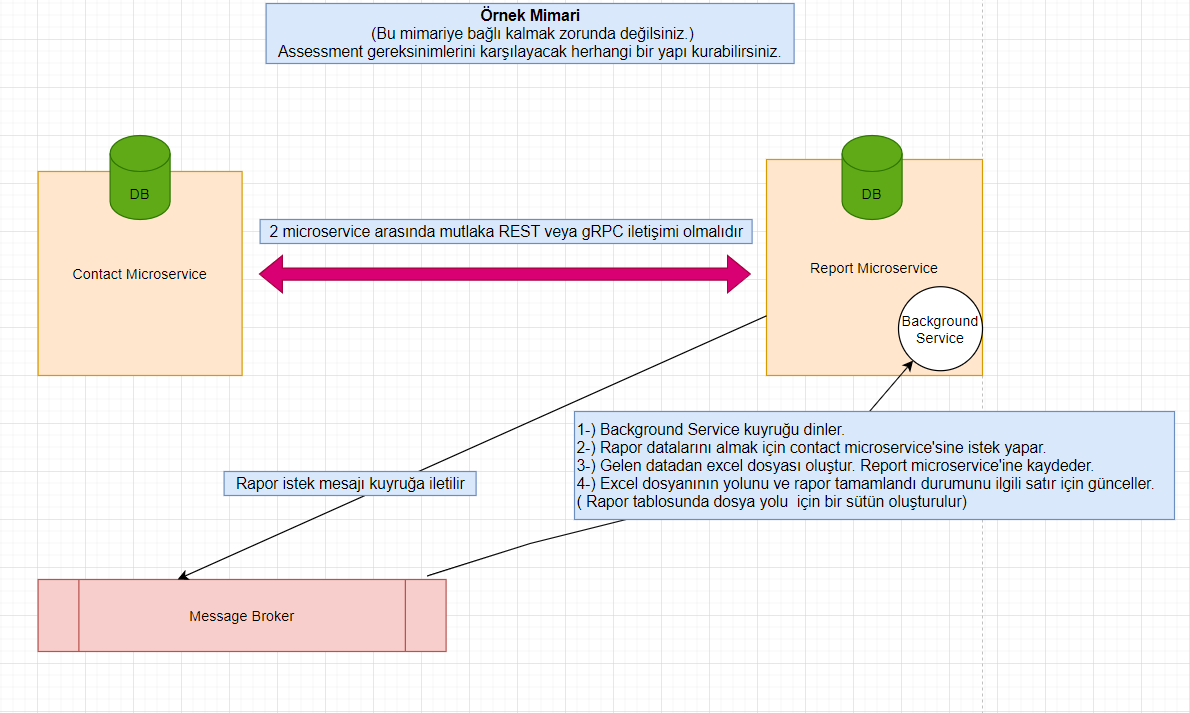 Örnek Mimari
(Bu mimariye bağlı kalmak zorunda değilsiniz.)
Assessment gereksinimlerini karşılayacak herhangi bir yapı kurabilirsiniz.
DB
DB
2 microservice arasında mutlaka REST veya gRPC iletişimi olmalıdır
Contact Microservice
Report Microservice
Background
Service
1-) Background Service kuyruğu dinler.
2-) Rapor datalarını almak için contact microservice'sine istek yapar.
3-) Gelen datadan excel dosyası oluştur. Report microservice'ine kaydeder.
4-) Excel dosyanının yolunu ve rapor tamamlandı durumunu ilgili satır için günceller.
( Rapor tablosunda dosya yolu  için bir sütün oluşturulur)
Rapor istek mesajı kuyruğa iletilir
Message Broker